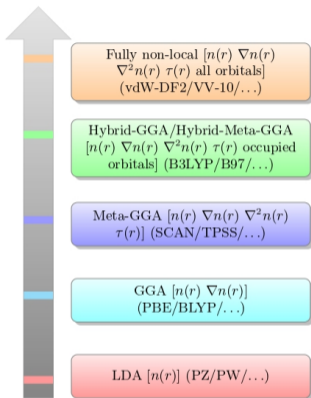 Fully non-local [n(r) ∇n(r)
∇²n(r) τ(r) all orbitals]
(vdW-DF2/VV-10/...)
Hybrid-GGA/Hybrid-Meta-GGA
[n(r) ∇n(r) ∇²n(r) τ(r) occupied
orbitals] (B3LYP/B97/...)
Meta-GGA [n(r) ∇n(r) ∇²n(r)
τ(r)] (SCAN/TPSS/...)
GGA [n(r) ∇n(r)]
(PBE/BLYP/...)
LDA [n(r)] (PZ/PW/...)